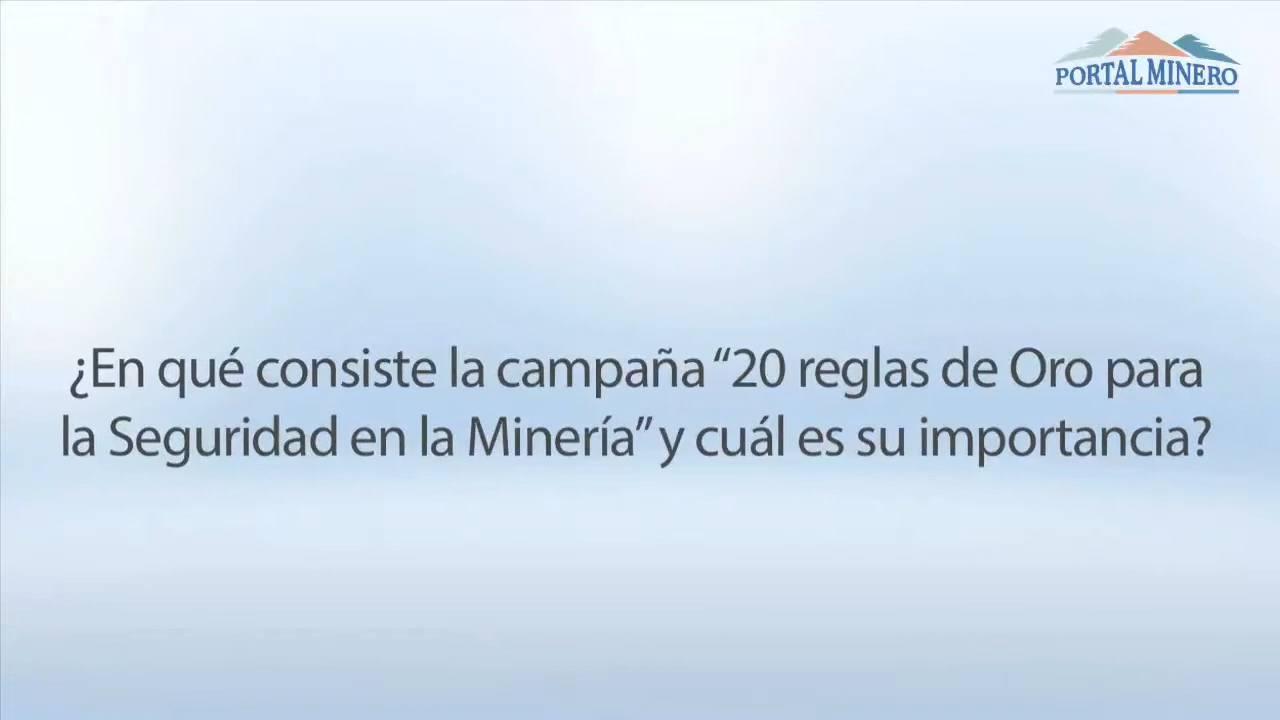 PORTAL MINERO
¿En qué consiste la campaña “20 reglas de Oro para
la Seguridad en la Minería” y cuál es su importancia?